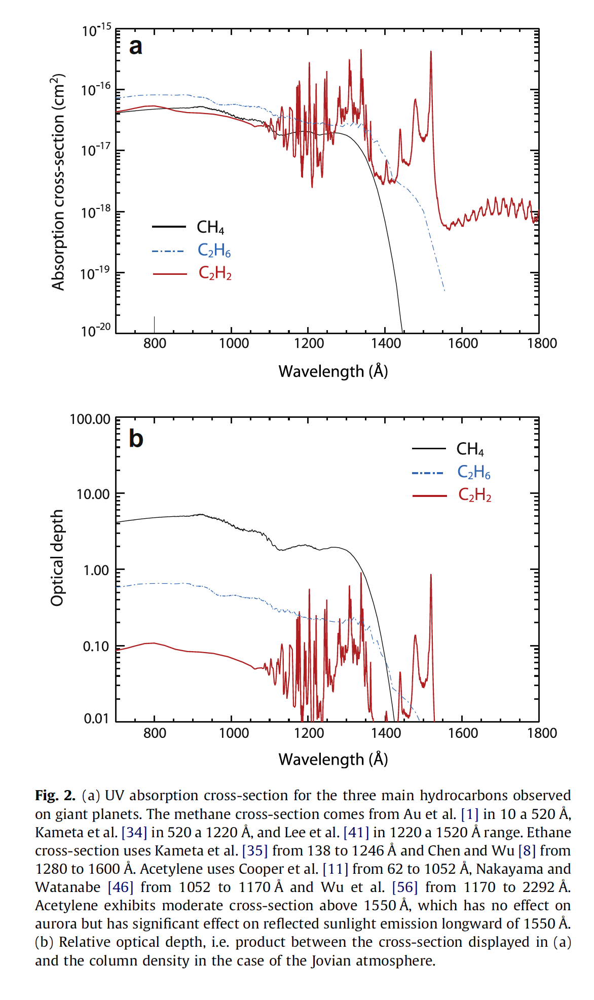 10-15
a
10-16
10-17
10-18
10-19
10-20
Absorption cross-section (cm2)
CH4
C2H6
C2H2
800 1000 1200 1400 1600 1800
Wavelength (Å)
100.00
b
10.00
1.00
0.10
0.01
Optical depth
CH4
C2H6
C2H2
800 1000 1200 1400 1600 1800
Wavelength (Å)
Fig. 2. (a) UV absorption cross-section for the three main hydrocarbons observed
on giant planets. The methane cross-section comes from Au et al. [1] in 10 a 520 Å,
Kameta et al. [34] in 520 a 1220 Å, and Lee et al. [41] in 1220 a 1520 Å range. Ethane
cross-section uses Kameta et al. [35] from 138 to 1246 Å and Chen and Wu [8] from
1280 to 1600 Å. Acetylene uses Cooper et al. [11] from 62 to 1052 Å, Nakayama and
Watanabe [46] from 1052 to 1170 Å and Wu et al. [56] from 1170 to 2292 Å.
Acetylene exhibits moderate cross-section above 1550 Å, which has no effect on
aurora but has significant effect on reflected sunlight emission longward of 1550 Å.
(b) Relative optical depth, i.e. product between the cross-section displayed in (a)
and the column density in the case of the Jovian atmosphere.